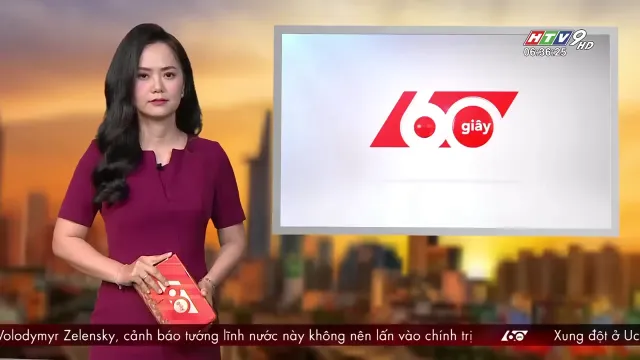 HTV9 HD
06:36:25
60 giây
Volodymyr Zelensky, cảnh báo tướng lĩnh nước này không nên lấn vào chính trị
60
Xung đột ở Uc